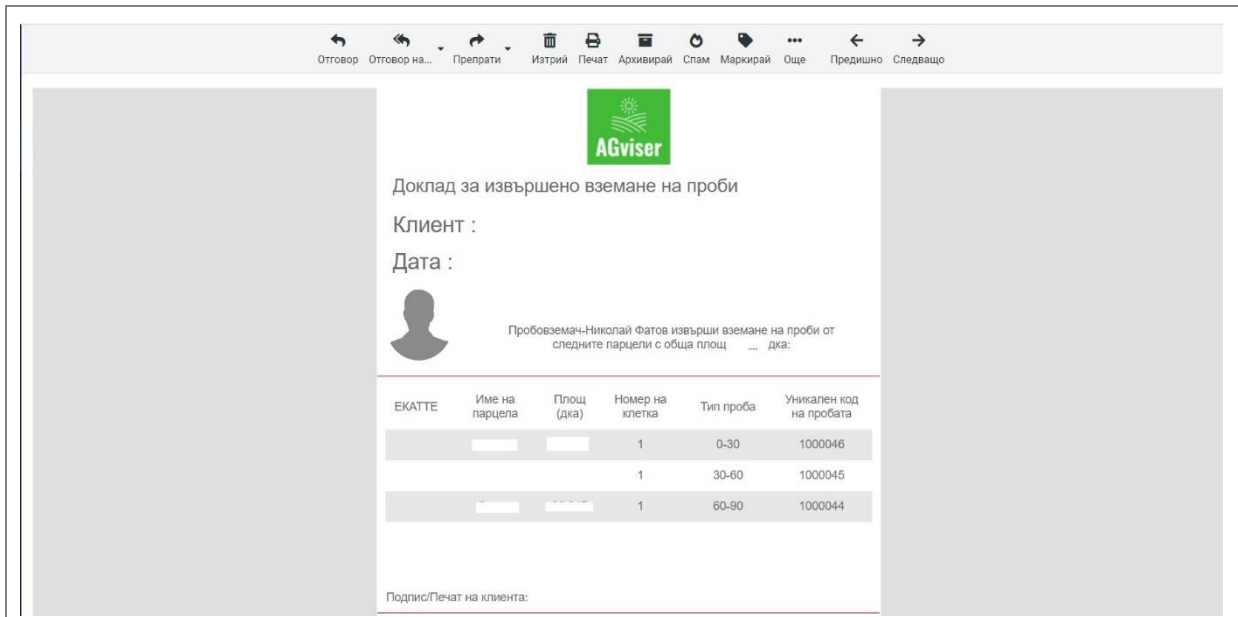 Отговор Отговор на... Препрати Изтрий Печат Архивирай Спам Маркирай Още Предишно Следващо
AGviser
Доклад за извършено вземане на проби
Клиент :
Дата :
Пробовземач-Николай Фатов извърши вземане на проби от
следните парцели с обща площ .... дка:
ЕКАТТЕ Име на парцела Площ (дка) Номер на клетка Тип проба Уникален код на пробата
1 0-30 1000046
1 30-60 1000045
1 60-90 1000044
Подпис/Печат на клиента: